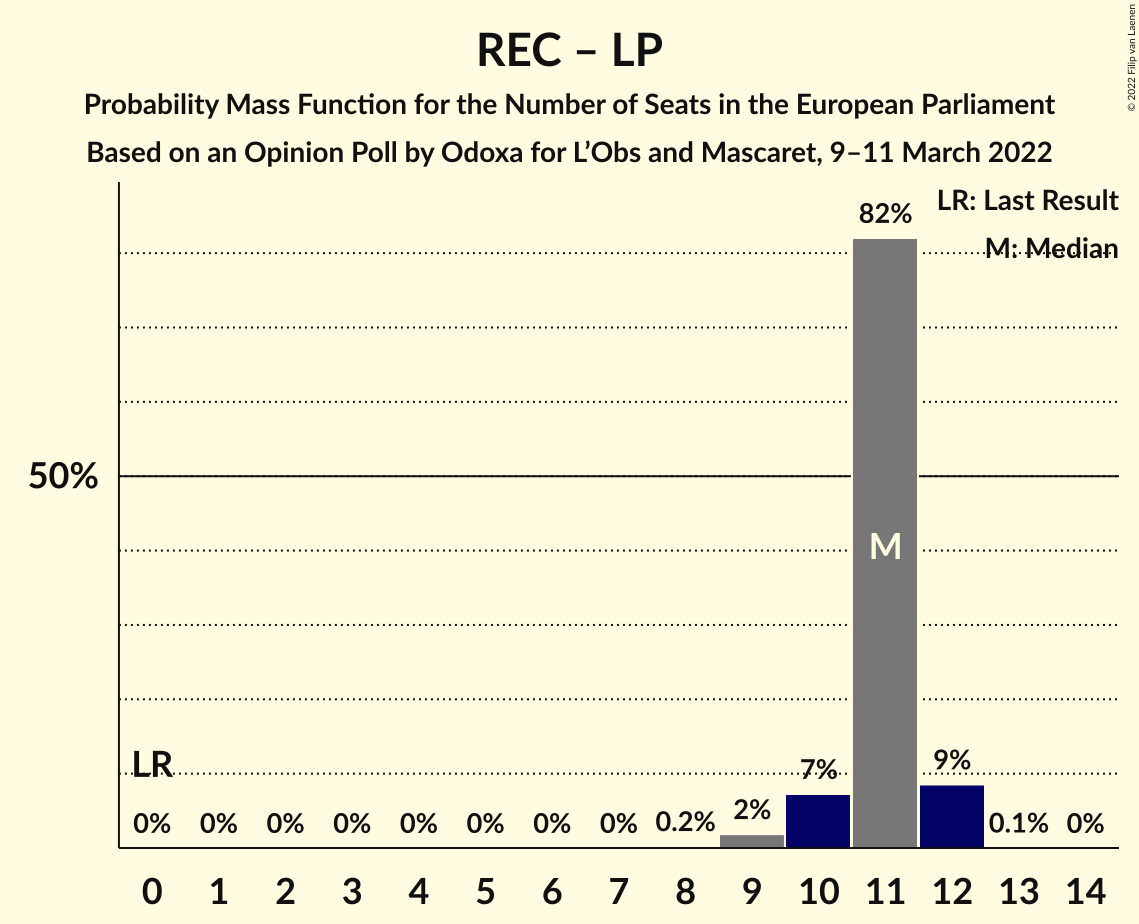 REC – LP
Probability Mass Function for the Number of Seats in the European Parliament
Based on an Opinion Poll by Odoxa for L’Obs and Mascaret, 9–11 March 2022
© 2022 Filip van Laenen
LR: Last Result
M: Median
82%
50%
M
LR
0% 0% 0% 0% 0% 0% 0% 0% 0.2% 2% 7% 9% 0.1% 0%
0 1 2 3 4 5 6 7 8 9 10 11 12 13 14